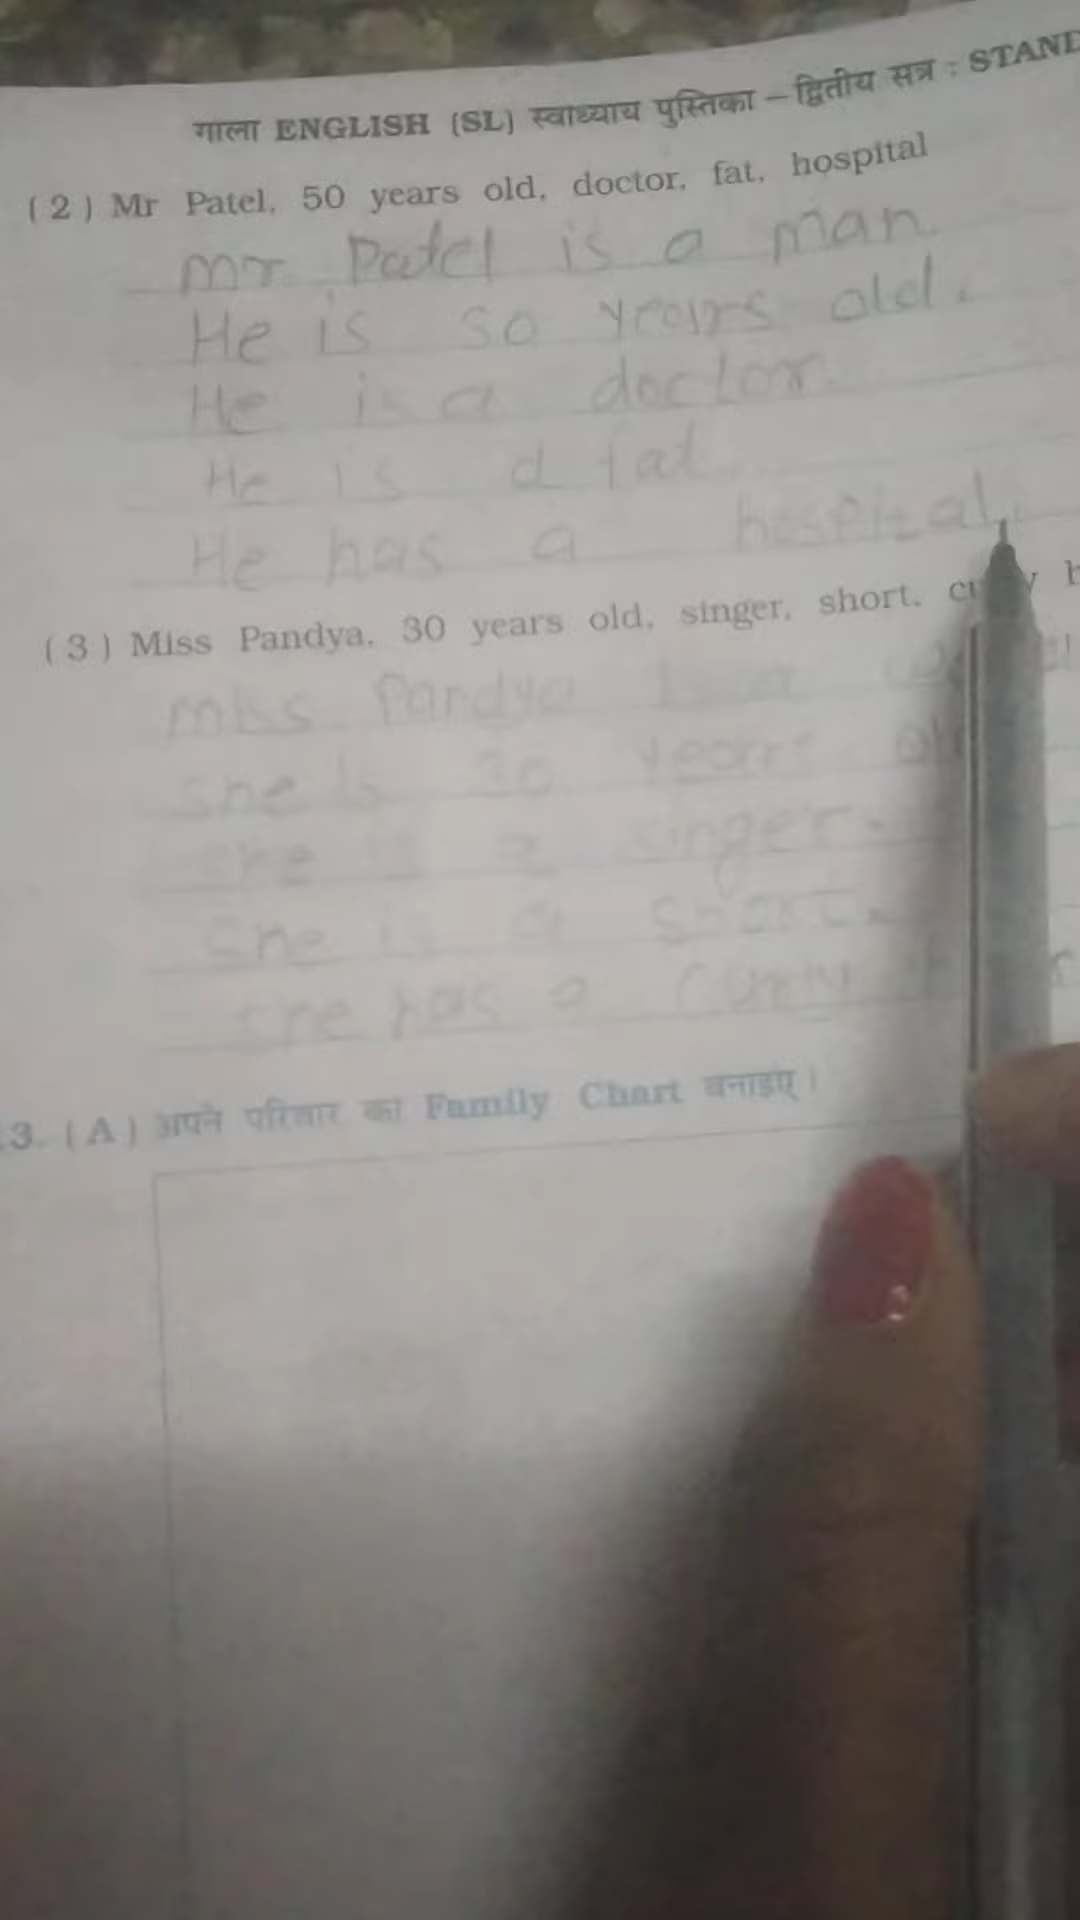 गाला ENGLISH (SL) स्वाध्याय पुस्तिका – द्वितीय सत्र : STAND
(2) Mr Patel, 50 years old, doctor, fat, hospital
mr Patel is a man
He is 50 years old.
He is a doctor
He is a fat
He has a hospital.
(3) Miss Pandya, 30 years old, singer, short,
miss Pandya is a
she is 30 years
she is a singer.
she is a short.
she has a curly
3. (A) अपने परिवार का Family Chart बनाइए।